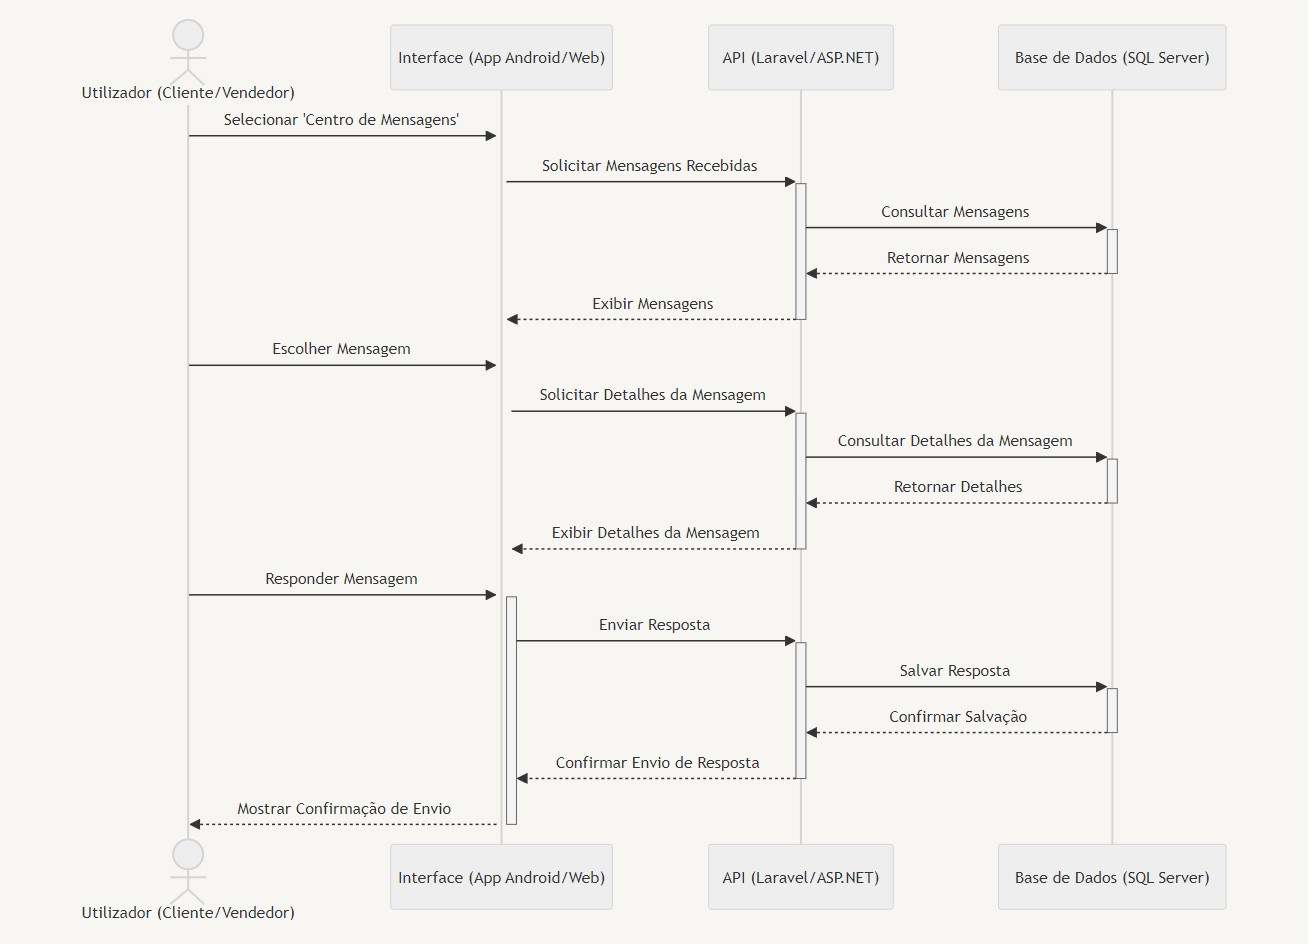 Utilizador (Cliente/Vendedor)
Interface (App Android/Web)
API (Laravel/ASP.NET)
Base de Dados (SQL Server)
Selecionar 'Centro de Mensagens'
Solicitar Mensagens Recebidas
Consultar Mensagens
Retornar Mensagens
Exibir Mensagens
Escolher Mensagem
Solicitar Detalhes da Mensagem
Consultar Detalhes da Mensagem
Retornar Detalhes
Exibir Detalhes da Mensagem
Responder Mensagem
Enviar Resposta
Salvar Resposta
Confirmar Salvação
Confirmar Envio de Resposta
Mostrar Confirmação de Envio
Utilizador (Cliente/Vendedor)
Interface (App Android/Web)
API (Laravel/ASP.NET)
Base de Dados (SQL Server)